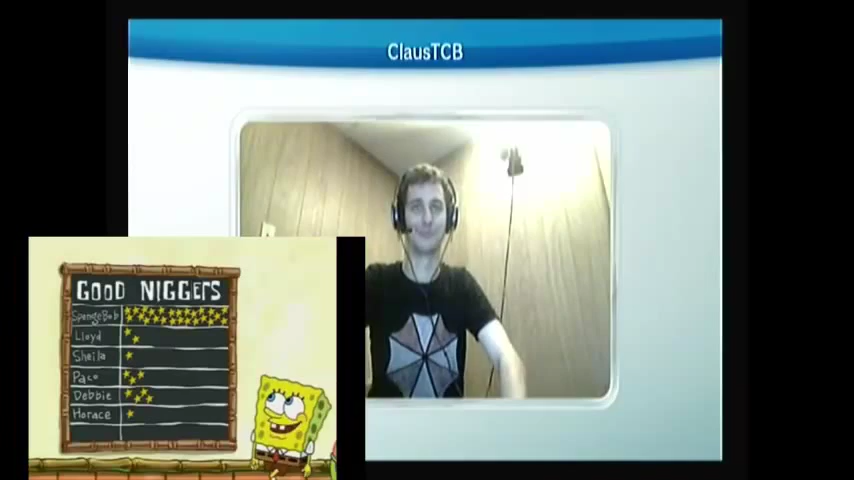 ClausTCB
GOOD NIGGERS
SpongeBob
Lloyd
Sheila
Paco
Debbie
Horace